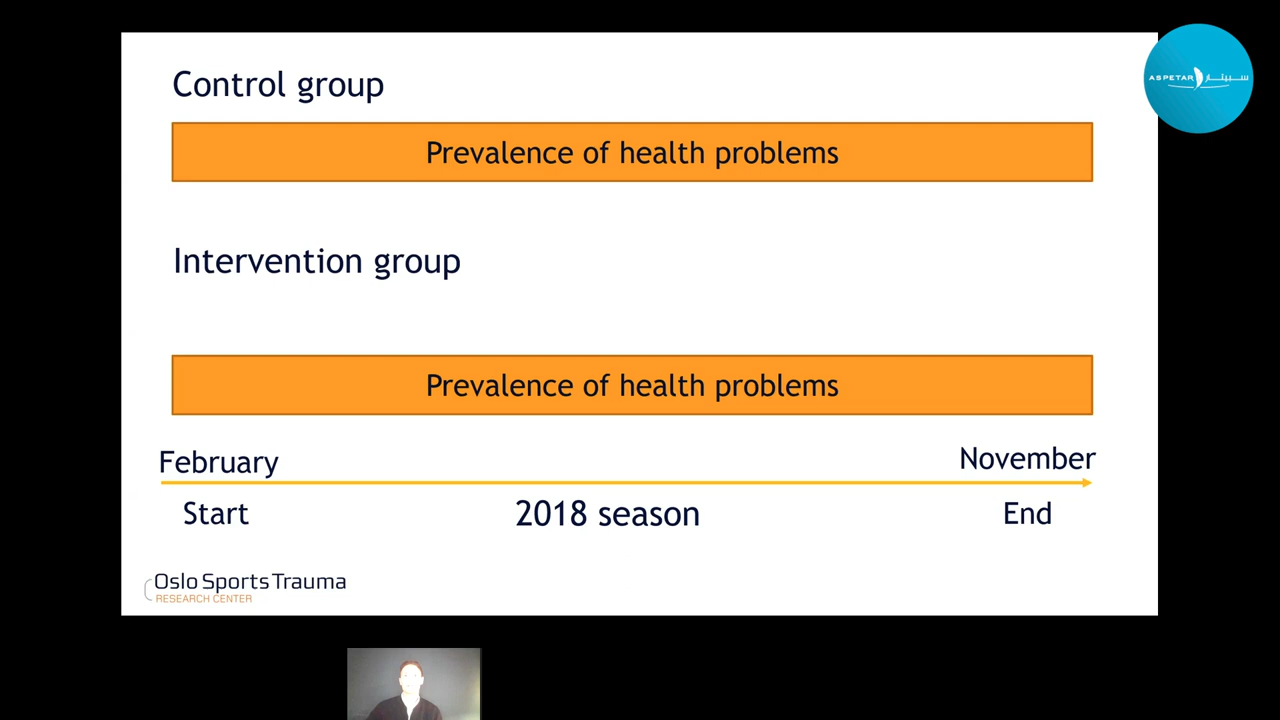 Control group
ASPETAR سبيتار
Prevalence of health problems
Intervention group
Prevalence of health problems
February
November
Start
2018 season
End
Oslo Sports Trauma
RESEARCH CENTER